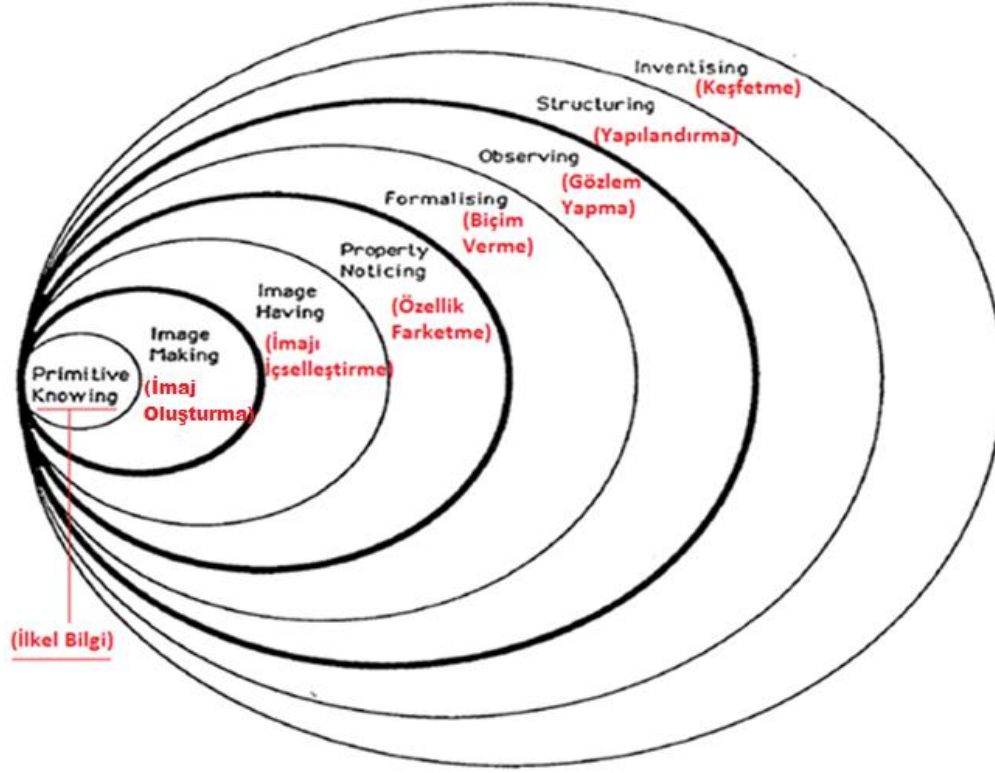 Inventising
(Keşfetme)
Structuring
(Yapılandırma)
Observing
(Gözlem
Yapma)
Formalising
(Biçim
Verme)
Property
Noticing
(Özellik
Farketme)
Image
Having
(İmajı
İçselleştirme)
Image
Making
(İmaj
Oluşturma)
Primitive
Knowing
(İlkel Bilgi)